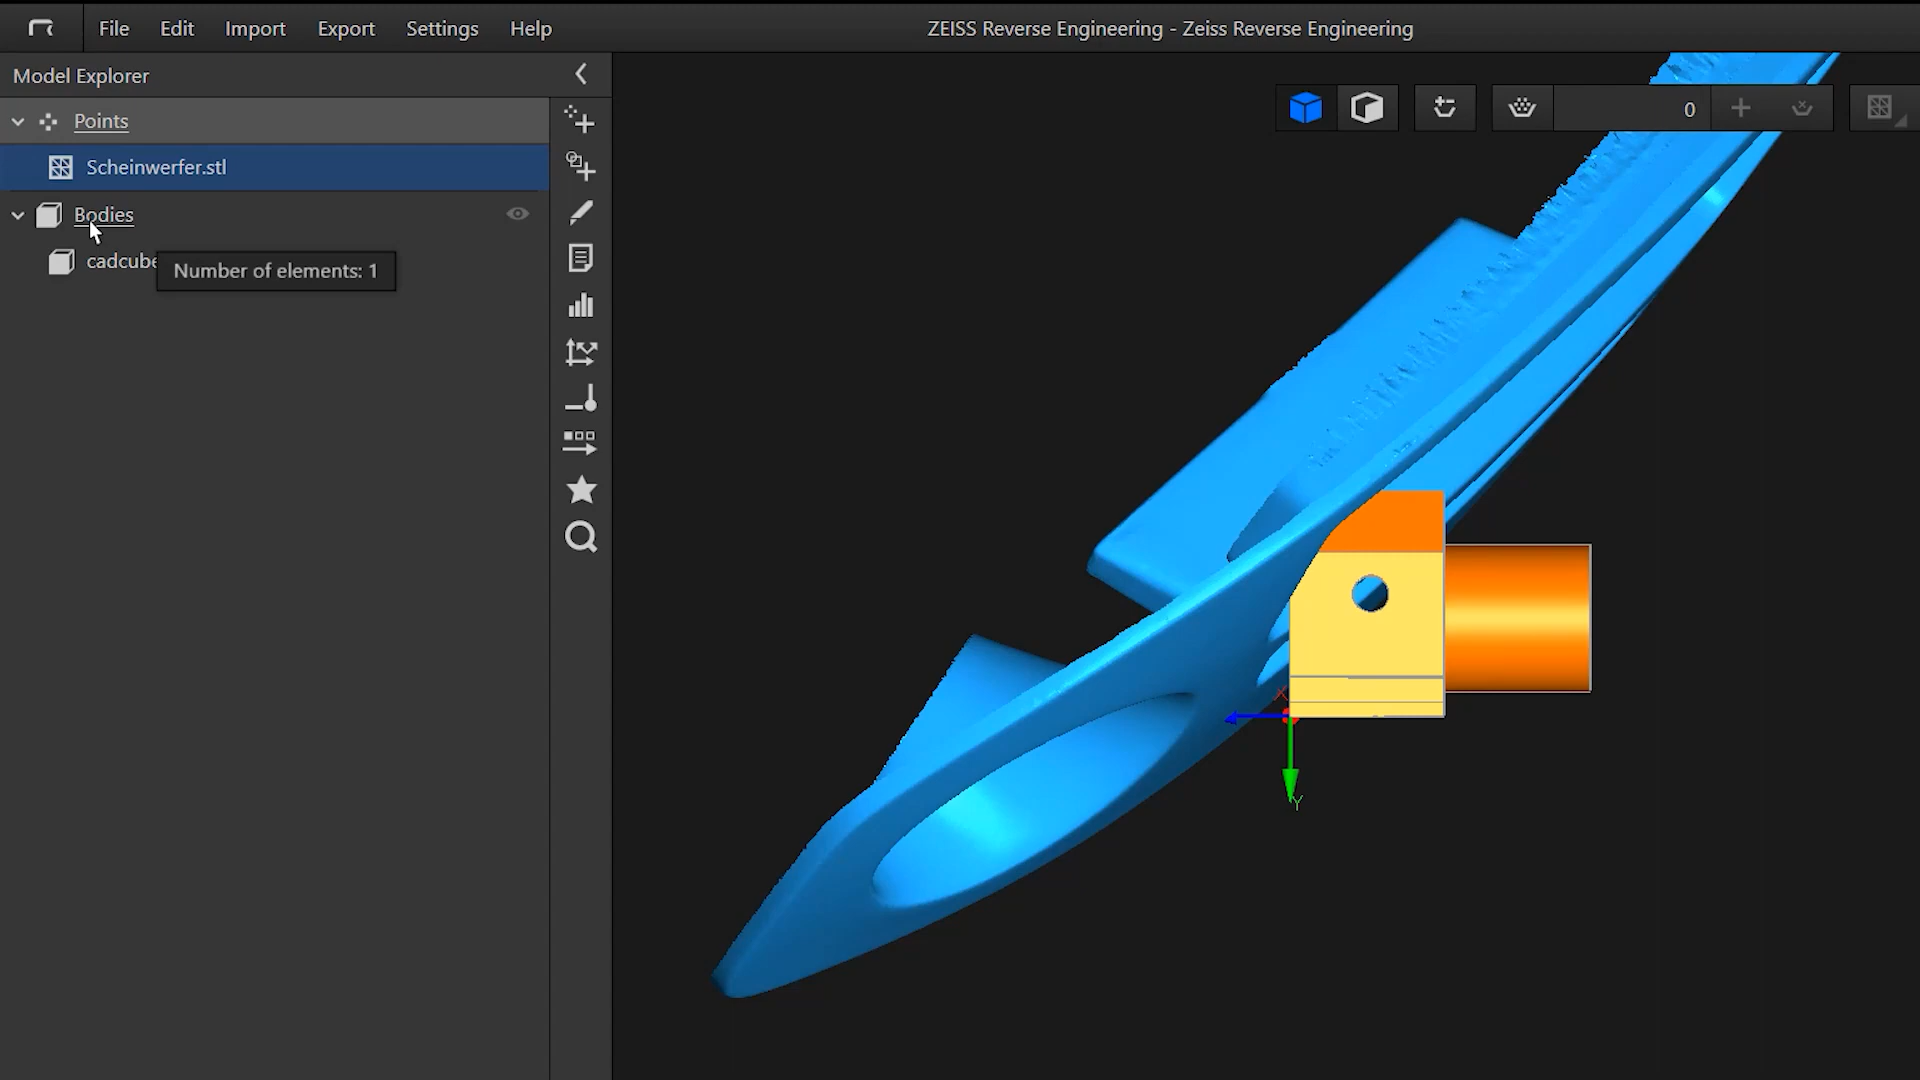 File Edit Import Export Settings Help
ZEISS Reverse Engineering - Zeiss Reverse Engineering
Model Explorer
Points
Scheinwerfer.stl
Bodies
cadcube
Number of elements: 1
0
X
Y